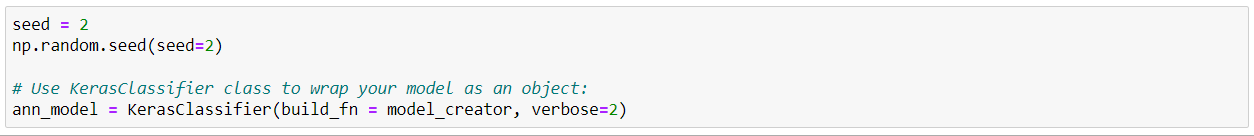 seed = 2
np.random.seed(seed=2)
# Use KerasClassifier class to wrap your model as an object:
ann_model = KerasClassifier(build_fn = model_creator, verbose=2)